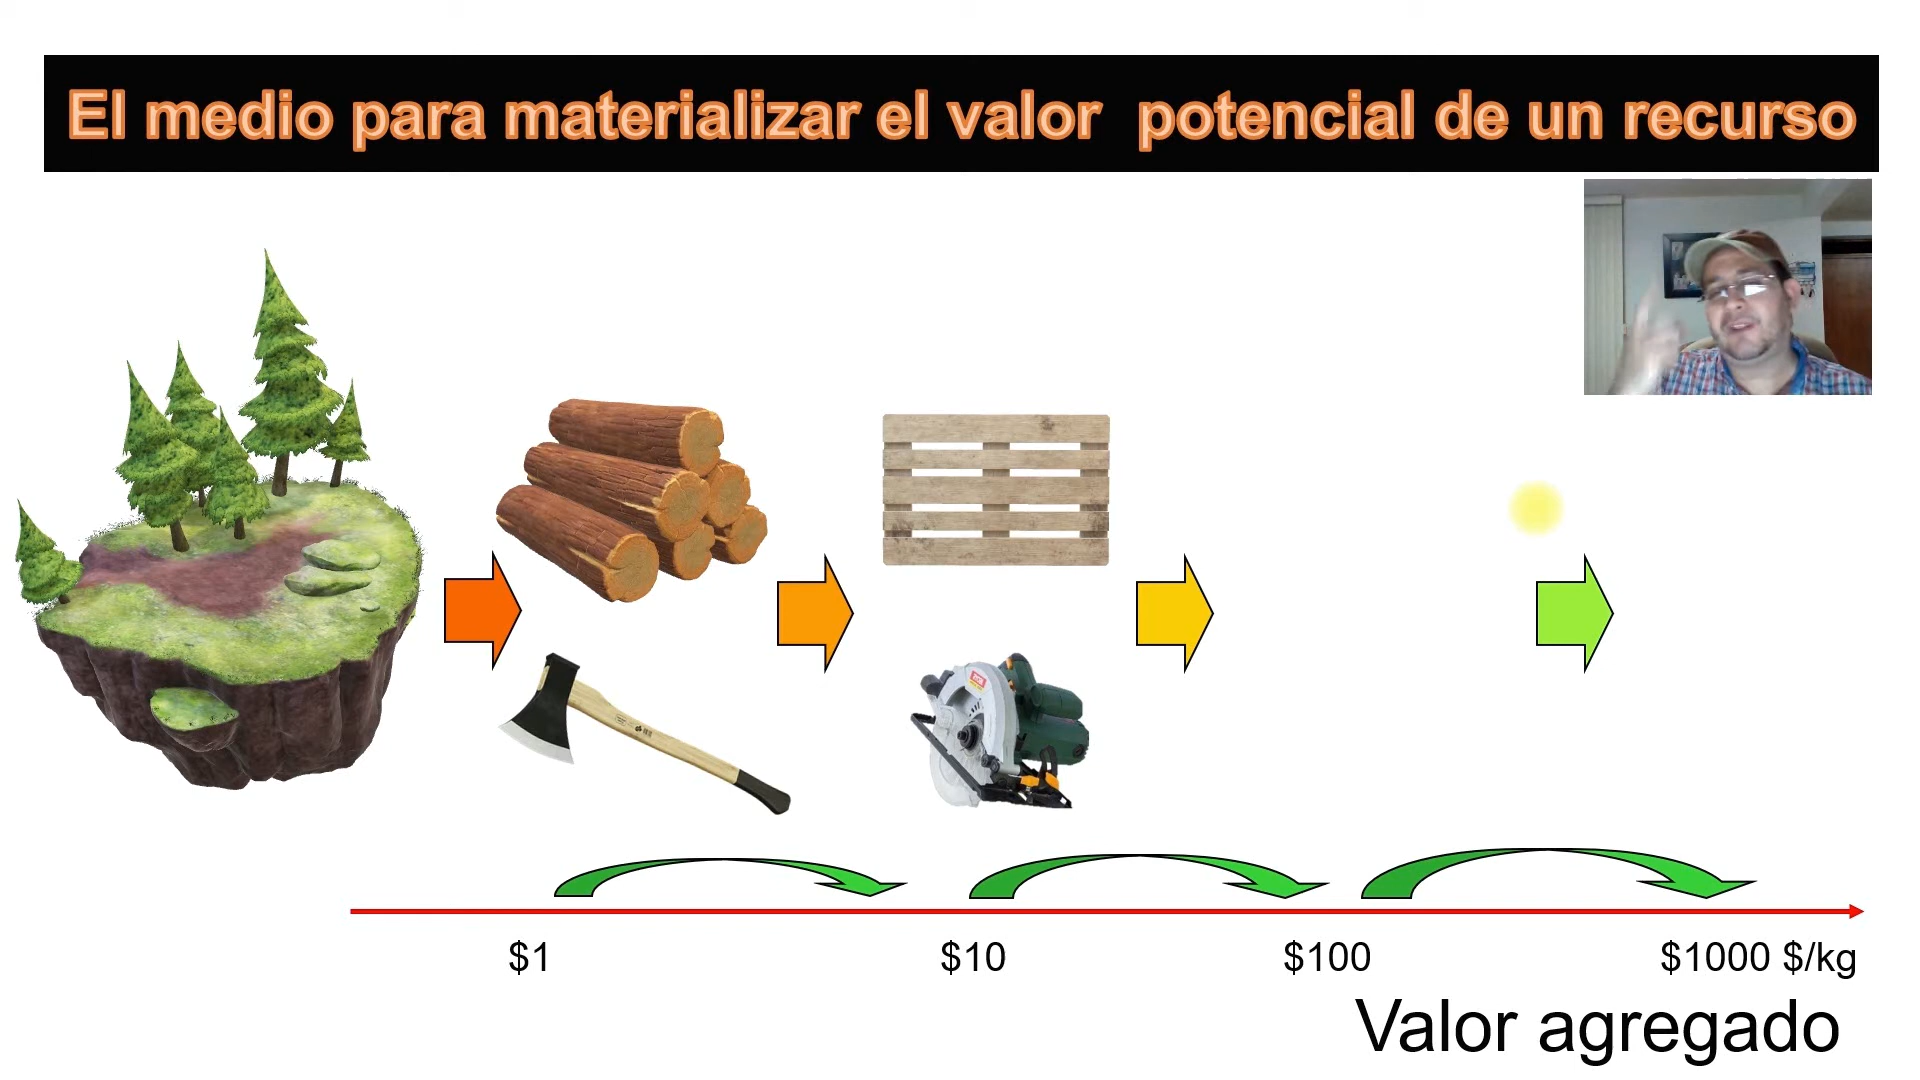 El medio para materializar el valor potencial de un recurso
$1 $10 $100 $1000 $/kg
Valor agregado